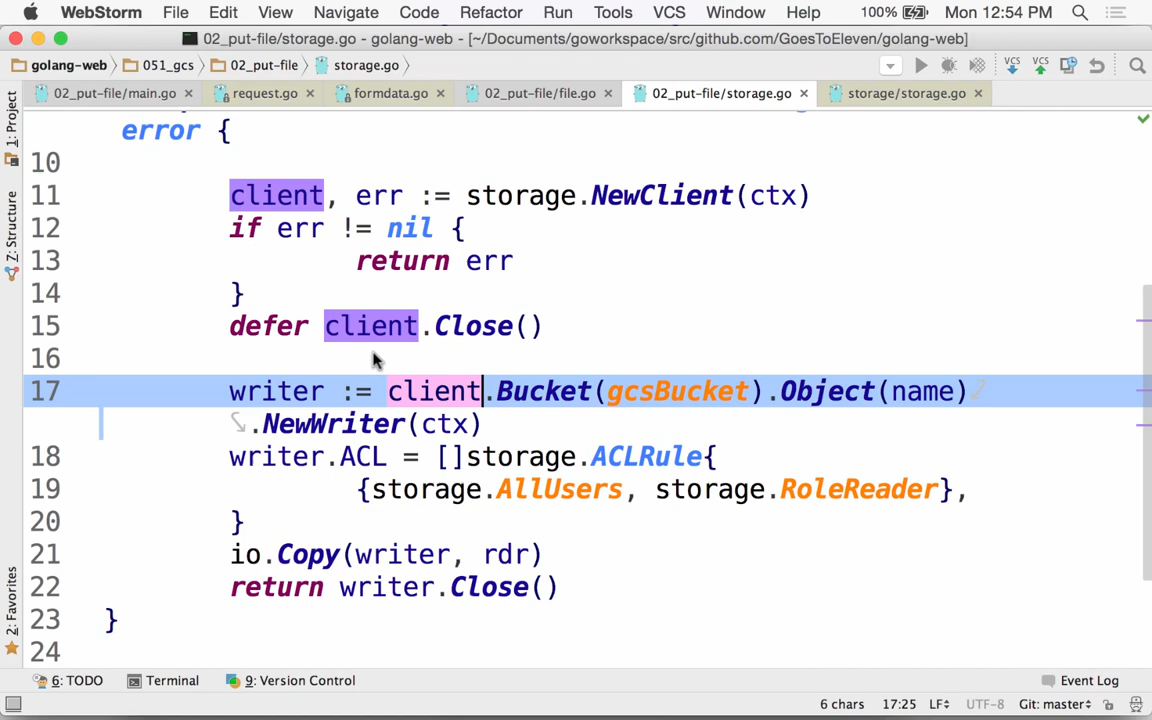 WebStorm File Edit View Navigate Code Refactor Run Tools VCS Window Help 100% Mon 12:54 PM
02_put-file/storage.go - golang-web - [~/Documents/goworkspace/src/github.com/GoesToEleven/golang-web]
golang-web 051_gcs 02_put-file storage.go VCS VCS
02_put-file/main.go request.go formdata.go 02_put-file/file.go 02_put-file/storage.go storage/storage.go
1: Project
Z: Structure
2: Favorites
error {
10
11 client, err := storage.NewClient(ctx)
12 if err != nil {
13 return err
14 }
15 defer client.Close()
16
17 writer := client.Bucket(gcsBucket).Object(name)
.NewWriter(ctx)
18 writer.ACL = []storage.ACLRule{
19 {storage.AllUsers, storage.RoleReader},
20 }
21 io.Copy(writer, rdr)
22 return writer.Close()
23 }
24
6: TODO Terminal 9: Version Control Event Log
6 chars 17:25 LF UTF-8 Git: master